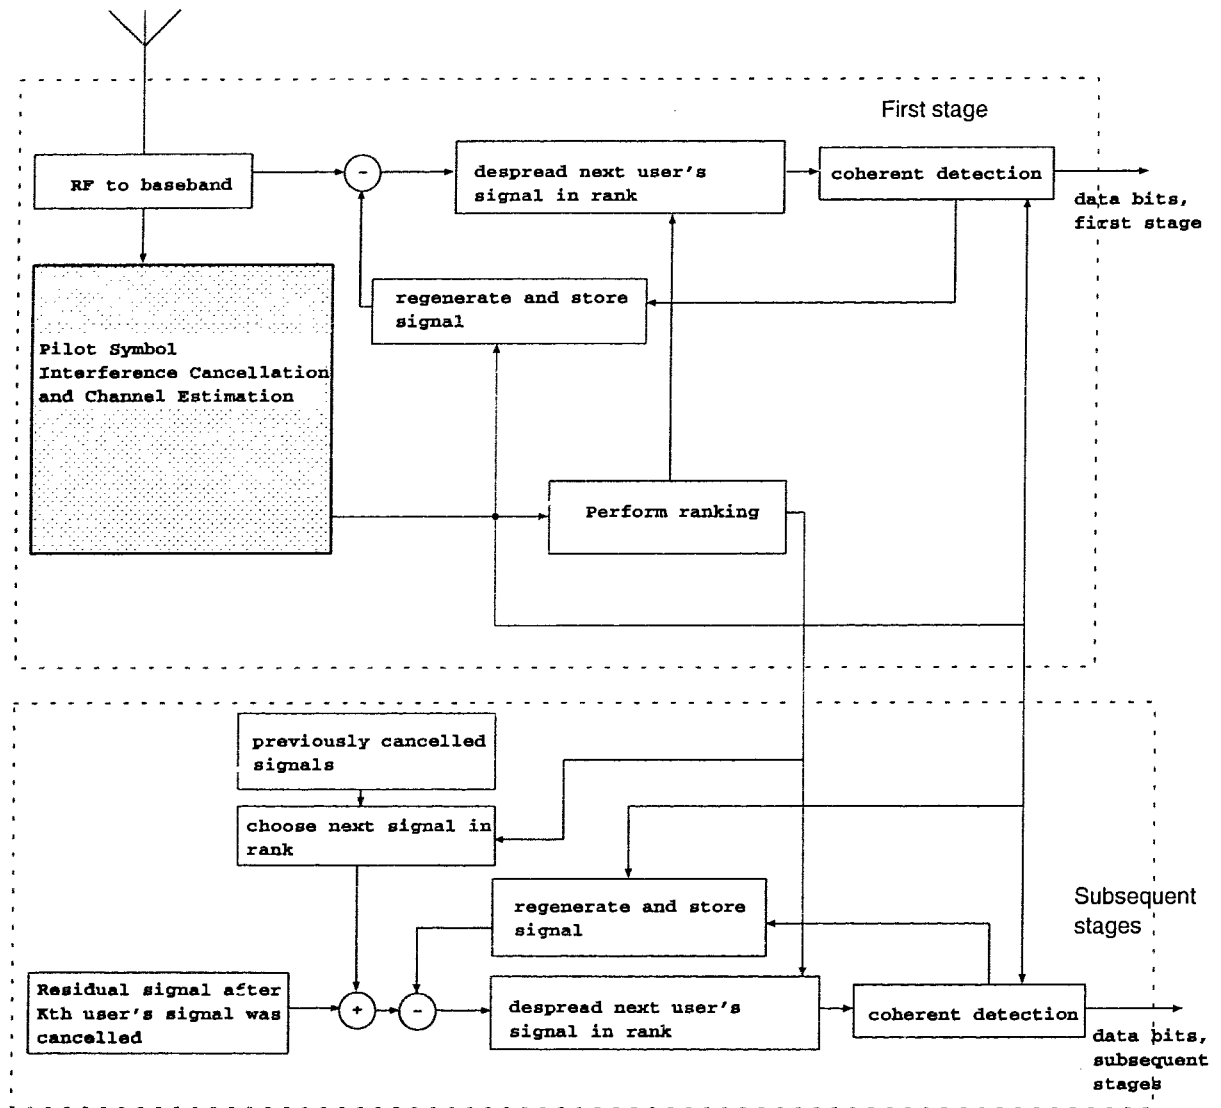 First stage
RF to baseband
-
despread next user's
signal in rank
coherent detection
data bits,
first stage
regenerate and store
signal
Pilot Symbol
Interference Cancellation
and Channel Estimation
Perform ranking
previously cancelled
signals
choose next signal in
rank
regenerate and store
signal
Subsequent
stages
Residual signal after
Kth user's signal was
cancelled
+
-
despread next user's
signal in rank
coherent detection
data bits,
subsequent
stages